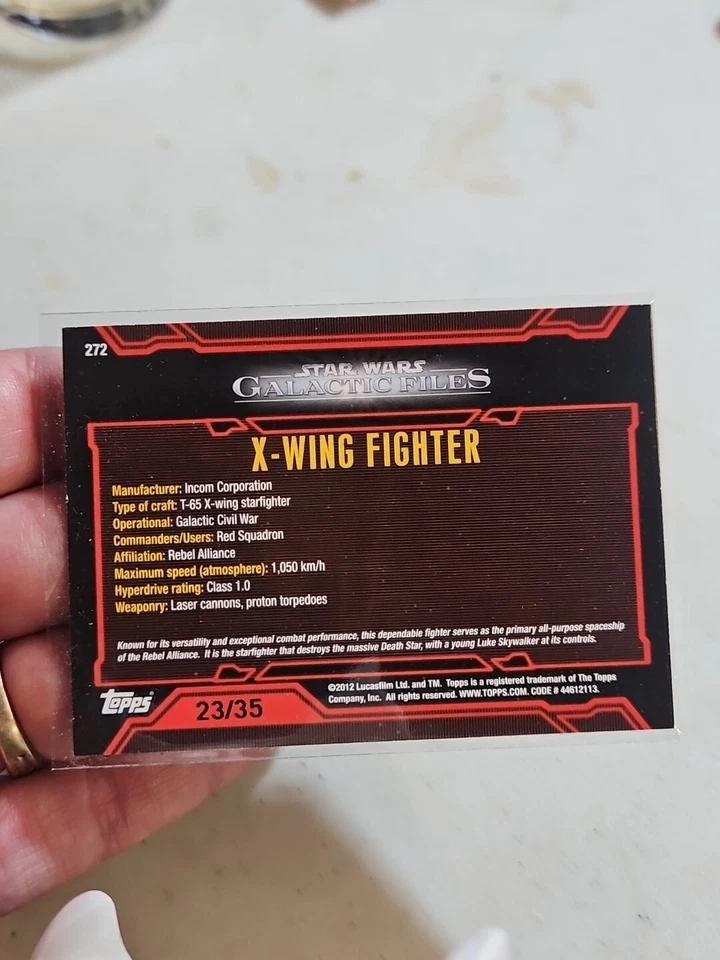 272
STAR WARS
GALACTIC FILES
X-WING FIGHTER
Manufacturer: Incom Corporation
Type of craft: T-65 X-wing starfighter
Operational: Galactic Civil War
Commanders/Users: Red Squadron
Affiliation: Rebel Alliance
Maximum speed (atmosphere): 1,050 km/h
Hyperdrive rating: Class 1.0
Weaponry: Laser cannons, proton torpedoes
Known for its versatility and exceptional combat performance, this dependable fighter serves as the primary all-purpose spaceship
of the Rebel Alliance. It is the starfighter that destroys the massive Death Star, with a young Luke Skywalker at its controls.
Topps
23/35
©2012 Lucasfilm Ltd. and TM. Topps is a registered trademark of The Topps
Company, Inc. All rights reserved. WWW.TOPPS.COM. CODE # 44612113.